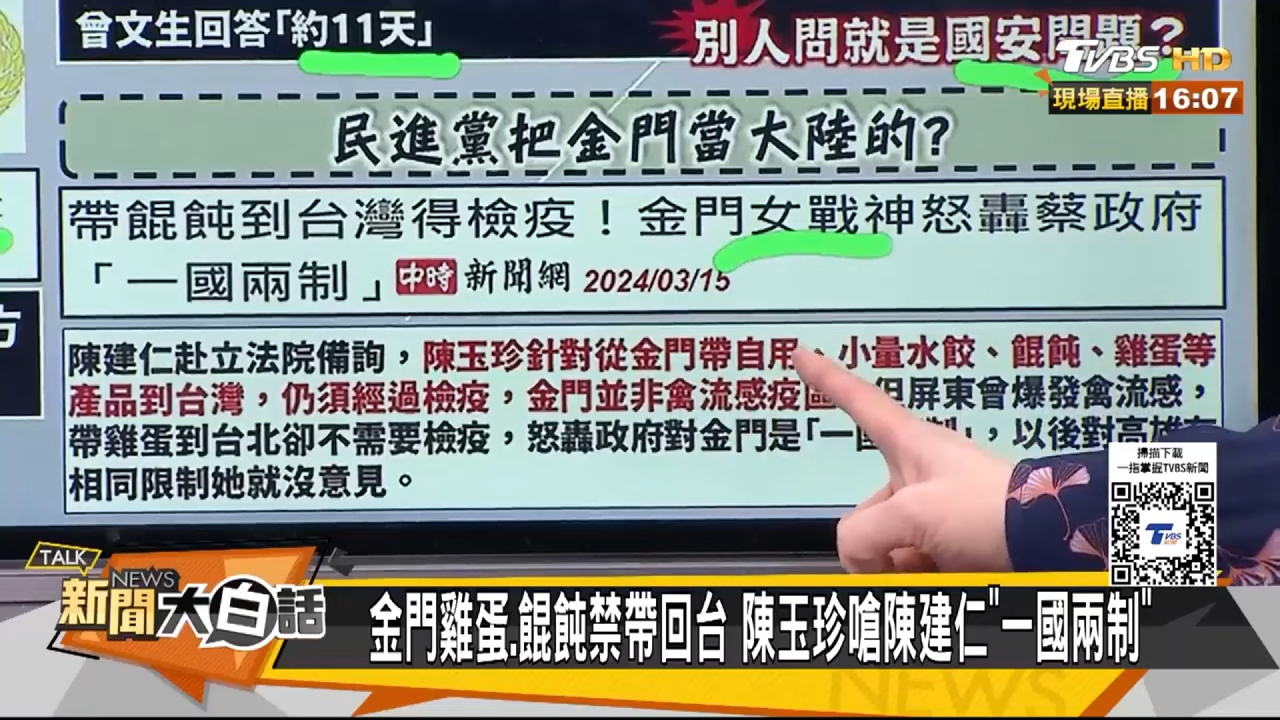 曾文生回答「約11天」
別人問就是國安問題?
TVBS HD
現場直播 16:07
民進黨把金門當大陸的?
帶餛飩到台灣得檢疫!金門女戰神怒轟蔡政府
「一國兩制」中時 新聞網 2024/03/15
陳建仁赴立法院備詢,陳玉珍針對從金門帶自用、小量水餃、餛飩、雞蛋等
產品到台灣,仍須經過檢疫,金門並非禽流感疫 但屏東曾爆發禽流感,
帶雞蛋到台北卻不需要檢疫,怒轟政府對金門是「一 」,以後對高雄
相同限制她就沒意見。
方
掃描下載
一指掌握TVBS新聞
TVBS
TALK
NEWS
新聞大白話
金門雞蛋.餛飩禁帶回台 陳玉珍嗆陳建仁"一國兩制"
NEWS